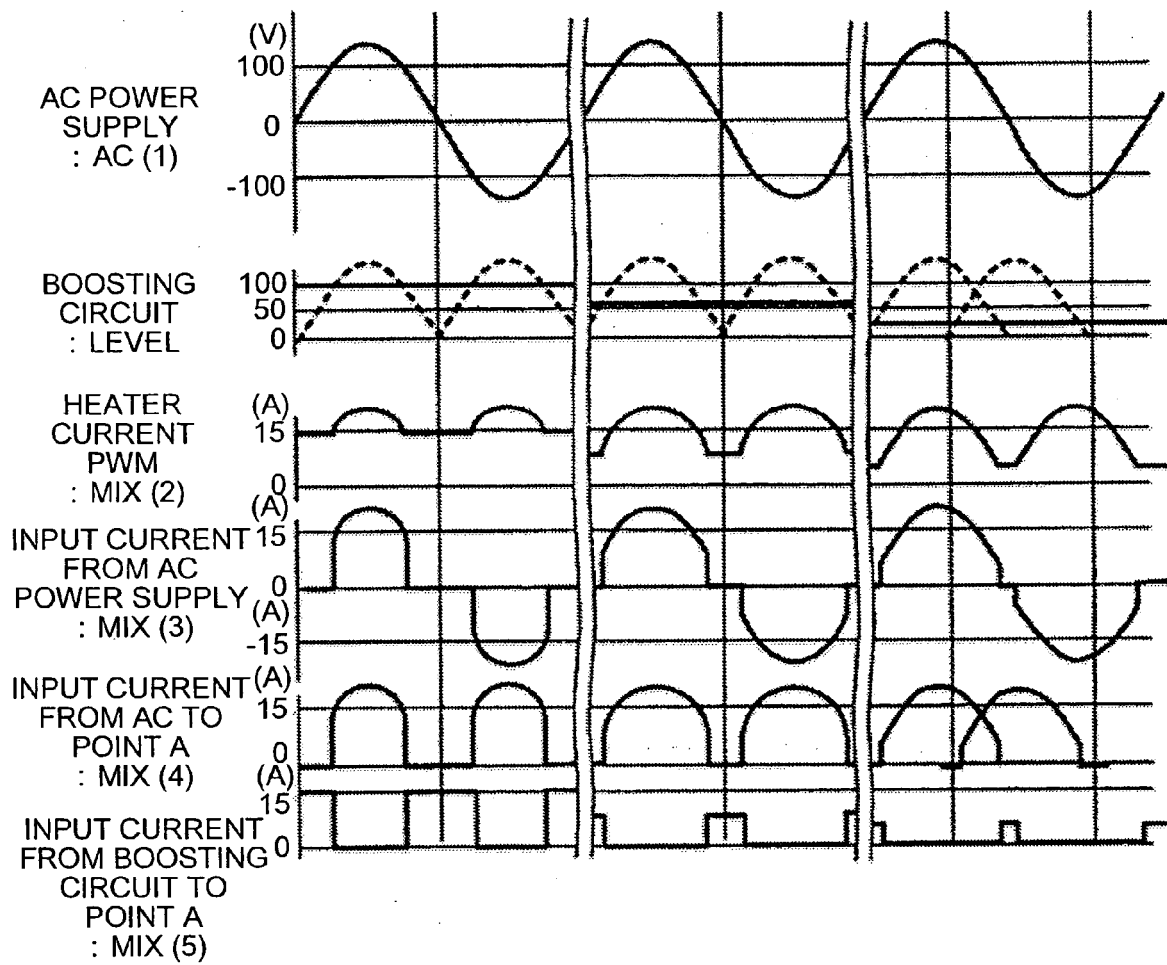 (V)
100
AC POWER
SUPPLY
: AC (1)
0
-100
BOOSTING
CIRCUIT
: LEVEL
100
50
0
HEATER
CURRENT
PWM
: MIX (2)
(A)
15
0
(A)
INPUT CURRENT
FROM AC
POWER SUPPLY
: MIX (3)
15
0
(A)
-15
INPUT CURRENT
FROM AC TO
POINT A
: MIX (4)
(A)
15
0
(A)
15
INPUT CURRENT
FROM BOOSTING
CIRCUIT TO
POINT A
: MIX (5)
0